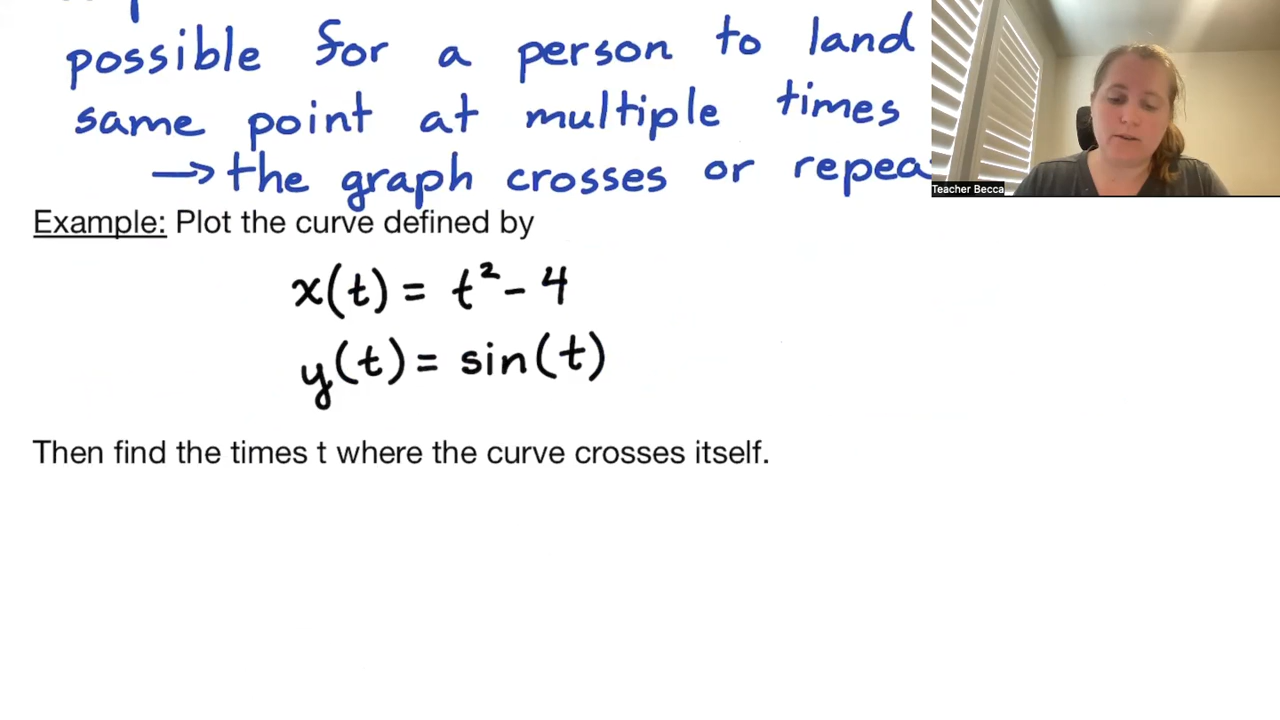 possible for a person to land
same point at multiple times
→ the graph crosses or
Teacher Becca
Example: Plot the curve defined by
x(t) = t² - 4
y(t) = sin(t)
Then find the times t where the curve crosses itself.